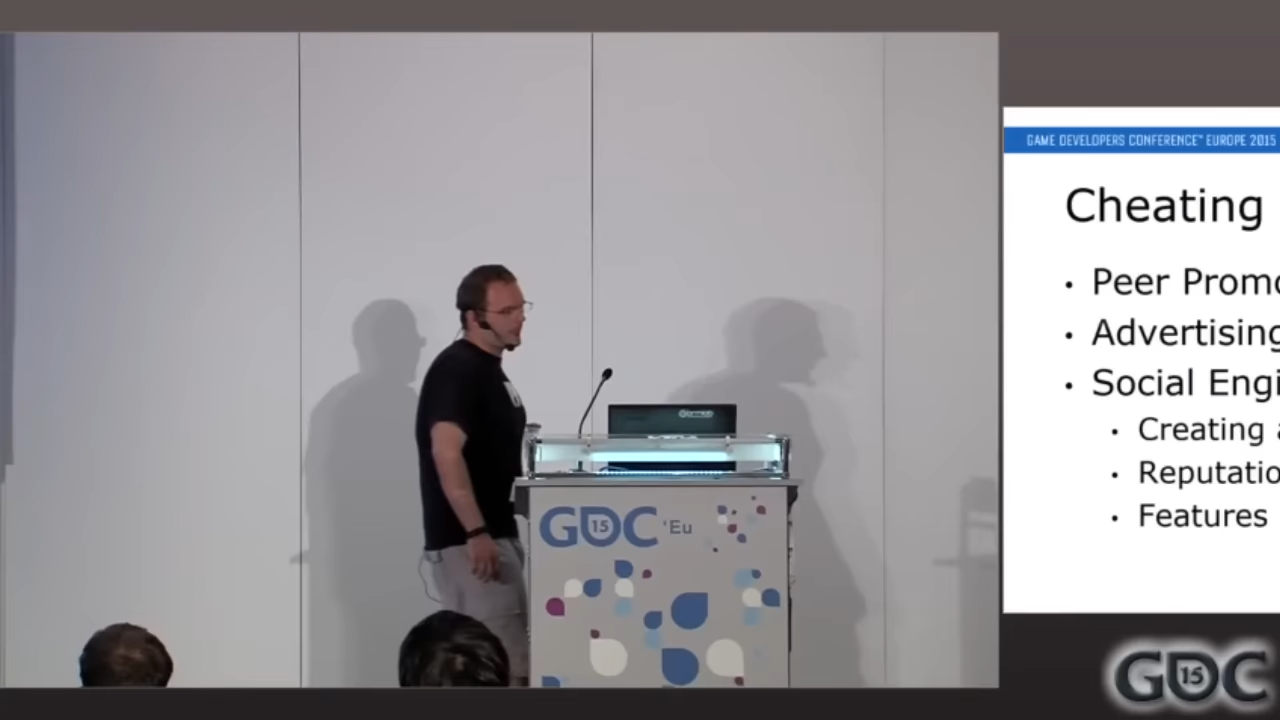 GAME DEVELOPERS CONFERENCE™ EUROPE 2015
Cheating
• Peer Promo
• Advertising
• Social Engi
• Creating a
• Reputatio
• Features
GDC 15 'Eu
GDC 15